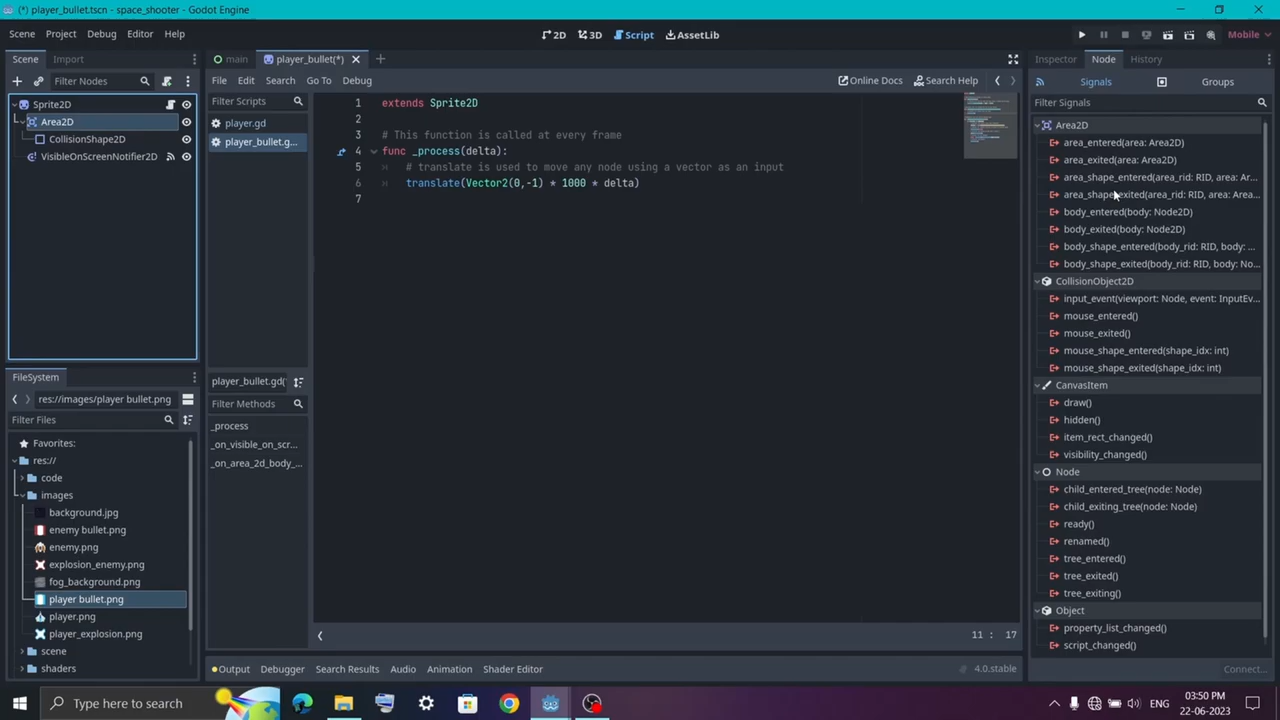 (*) player_bullet.tscn - space_shooter - Godot Engine
Scene Project Debug Editor Help
2D 3D Script AssetLib
Mobile
Scene Import
main player_bullet(*)
Inspector Node History
Filter Nodes
File Edit Search Go To Debug
Online Docs Search Help
Signals Groups
Filter Scripts
Filter Signals
Sprite2D
Area2D
CollisionShape2D
VisibleOnScreenNotifier2D
player.gd
player_bullet.g...
1 extends Sprite2D
2
3 # This function is called at every frame
4 func _process(delta):
5 # translate is used to move any node using a vector as an input
6 translate(Vector2(0,-1) * 1000 * delta)
7
Area2D
area_entered(area: Area2D)
area_exited(area: Area2D)
area_shape_entered(area_rid: RID, area: Ar...
area_shape_exited(area_rid: RID, area: Area...
body_entered(body: Node2D)
body_exited(body: Node2D)
body_shape_entered(body_rid: RID, body: ...
body_shape_exited(body_rid: RID, body: No...
CollisionObject2D
input_event(viewport: Node, event: InputEv...
mouse_entered()
mouse_exited()
mouse_shape_entered(shape_idx: int)
mouse_shape_exited(shape_idx: int)
CanvasItem
draw()
hidden()
item_rect_changed()
visibility_changed()
Node
child_entered_tree(node: Node)
child_exiting_tree(node: Node)
ready()
renamed()
tree_entered()
tree_exited()
tree_exiting()
Object
property_list_changed()
script_changed()
Connect...
FileSystem
res://images/player bullet.png
Filter Files
Favorites:
res://
code
images
background.jpg
enemy bullet.png
enemy.png
explosion_enemy.png
fog_background.png
player bullet.png
player.png
player_explosion.png
scene
shaders
player_bullet.gd(
Filter Methods
_process
_on_visible_on_scr...
_on_area_2d_body_...
11 : 17
Output Debugger Search Results Audio Animation Shader Editor
4.0.stable
Type here to search
ENG
03:50 PM
22-06-2023